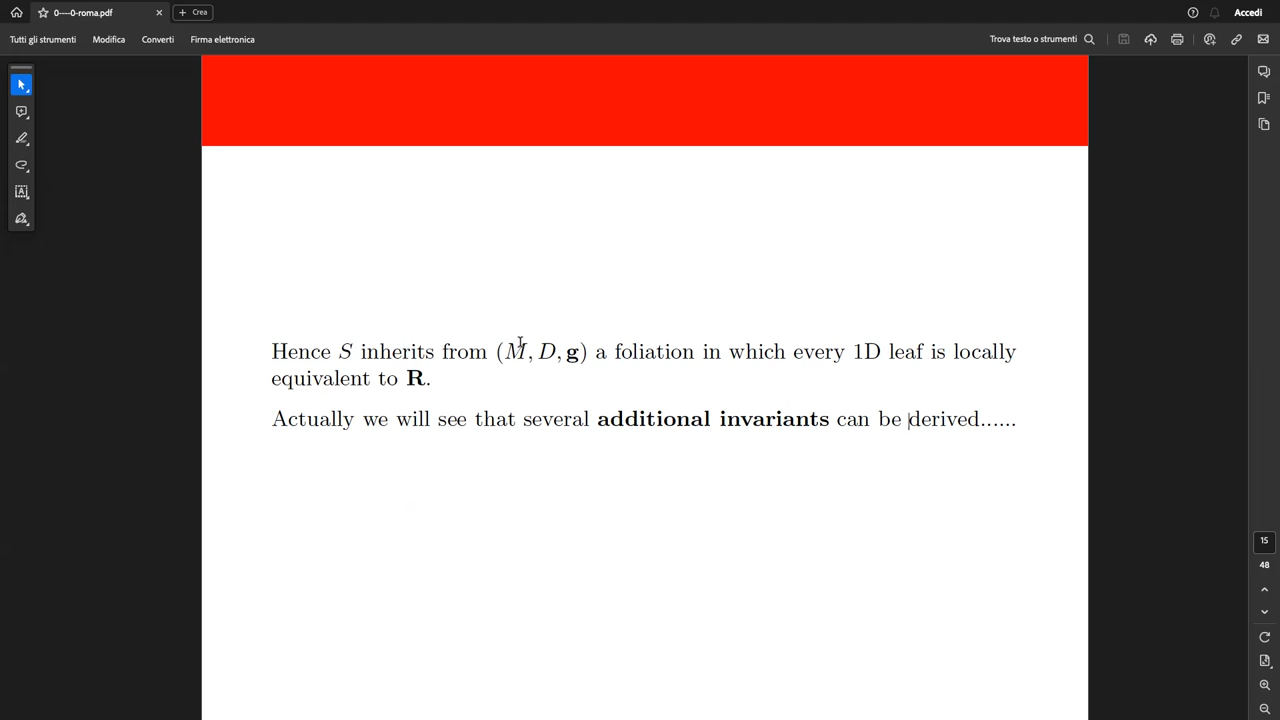 0----0-roma.pdf
Crea
Accedi
Tutti gli strumenti Modifica Converti Firma elettronica
Trova testo o strumenti
Hence S inherits from (M, D, g) a foliation in which every 1D leaf is locally
equivalent to R.
Actually we will see that several additional invariants can be derived......
15
48